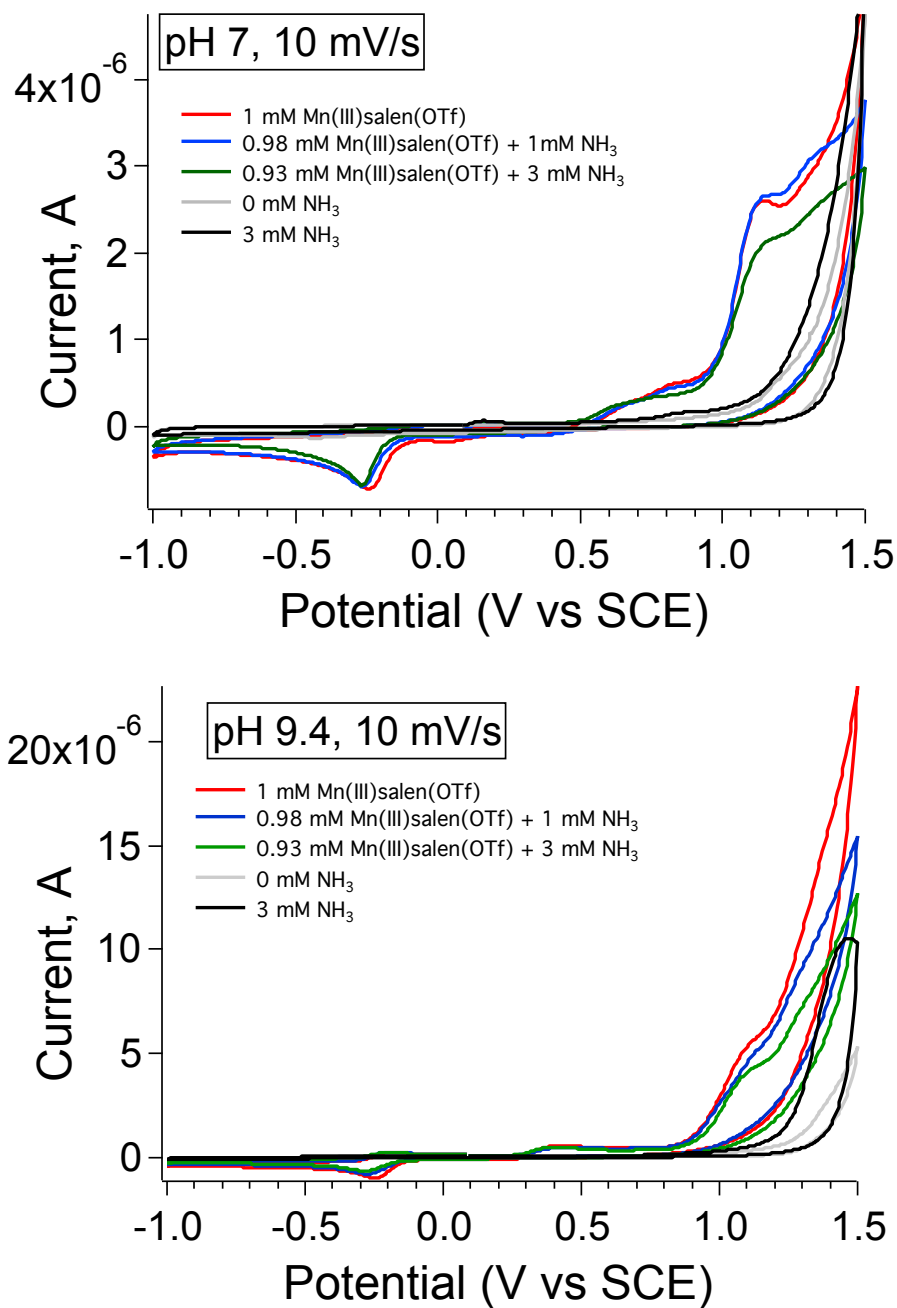 pH 7, 10 mV/s
4x10⁻⁶
1 mM Mn(III)salen(OTf)
0.98 mM Mn(III)salen(OTf) + 1mM NH₃
0.93 mM Mn(III)salen(OTf) + 3 mM NH₃
0 mM NH₃
3 mM NH₃
3
2
1
0
Current, A
-1.0 -0.5 0.0 0.5 1.0 1.5
Potential (V vs SCE)
pH 9.4, 10 mV/s
20x10⁻⁶
1 mM Mn(III)salen(OTf)
0.98 mM Mn(III)salen(OTf) + 1 mM NH₃
0.93 mM Mn(III)salen(OTf) + 3 mM NH₃
0 mM NH₃
3 mM NH₃
15
10
5
0
Current, A
-1.0 -0.5 0.0 0.5 1.0 1.5
Potential (V vs SCE)